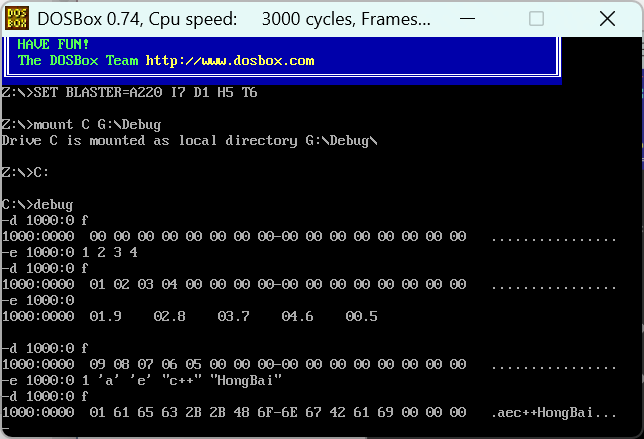 DOS
BOX
DOSBox 0.74, Cpu speed: 3000 cycles, Frames...
HAVE FUN!
The DOSBox Team http://www.dosbox.com
Z:\>SET BLASTER=A220 I7 D1 H5 T6
Z:\>mount C G:\Debug
Drive C is mounted as local directory G:\Debug\
Z:\>C:
C:\>debug
-d 1000:0 f
1000:0000  00 00 00 00 00 00 00 00-00 00 00 00 00 00 00 00   ................
-e 1000:0 1 2 3 4
-d 1000:0 f
1000:0000  01 02 03 04 00 00 00 00-00 00 00 00 00 00 00 00   ................
-e 1000:0
1000:0000  01.9    02.8    03.7    04.6    00.5
-d 1000:0 f
1000:0000  09 08 07 06 05 00 00 00-00 00 00 00 00 00 00 00   ................
-e 1000:0 1 'a' 'e' "c++" "HongBai"
-d 1000:0 f
1000:0000  01 61 65 63 2B 2B 48 6F-6E 67 42 61 69 00 00 00   .aec++HongBai...
-